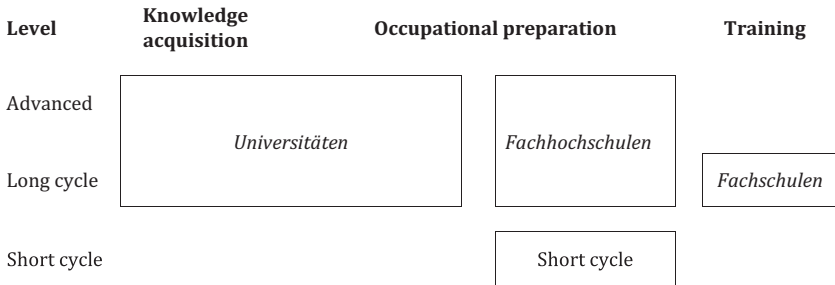 Level
Knowledge
acquisition
Occupational preparation
Training
Advanced
Universitäten
Fachhochschulen
Long cycle
Fachschulen
Short cycle
Short cycle